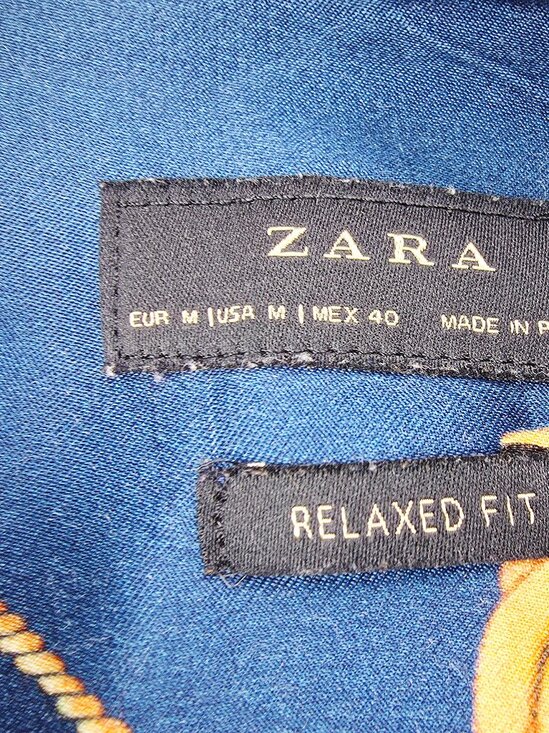 ZARA
EUR M | USA M | MEX 40 MADE IN
RELAXED FIT